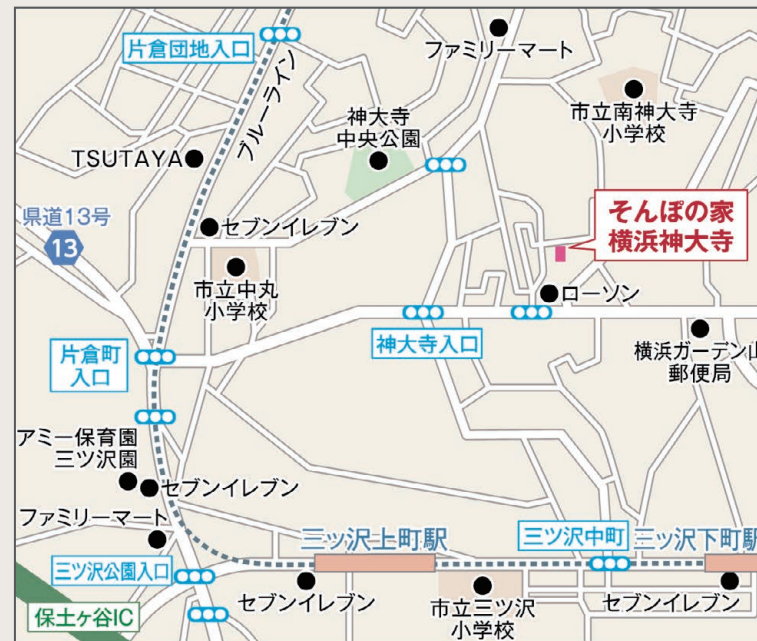 片倉団地入口
ファミリーマート
ブルーライン
神大寺
中央公園
市立南神大寺
小学校
TSUTAYA
県道13号
13
セブンイレブン
そんぽの家
横浜神大寺
市立中丸
小学校
ローソン
神大寺入口
片倉町
入口
横浜ガーデン山
郵便局
アミー保育園
三ツ沢園
セブンイレブン
ファミリーマート
三ッ沢上町駅
三ツ沢中町
三ッ沢下町駅
三ツ沢公園入口
セブンイレブン
市立三ツ沢
小学校
セブンイレブン
保土ヶ谷IC